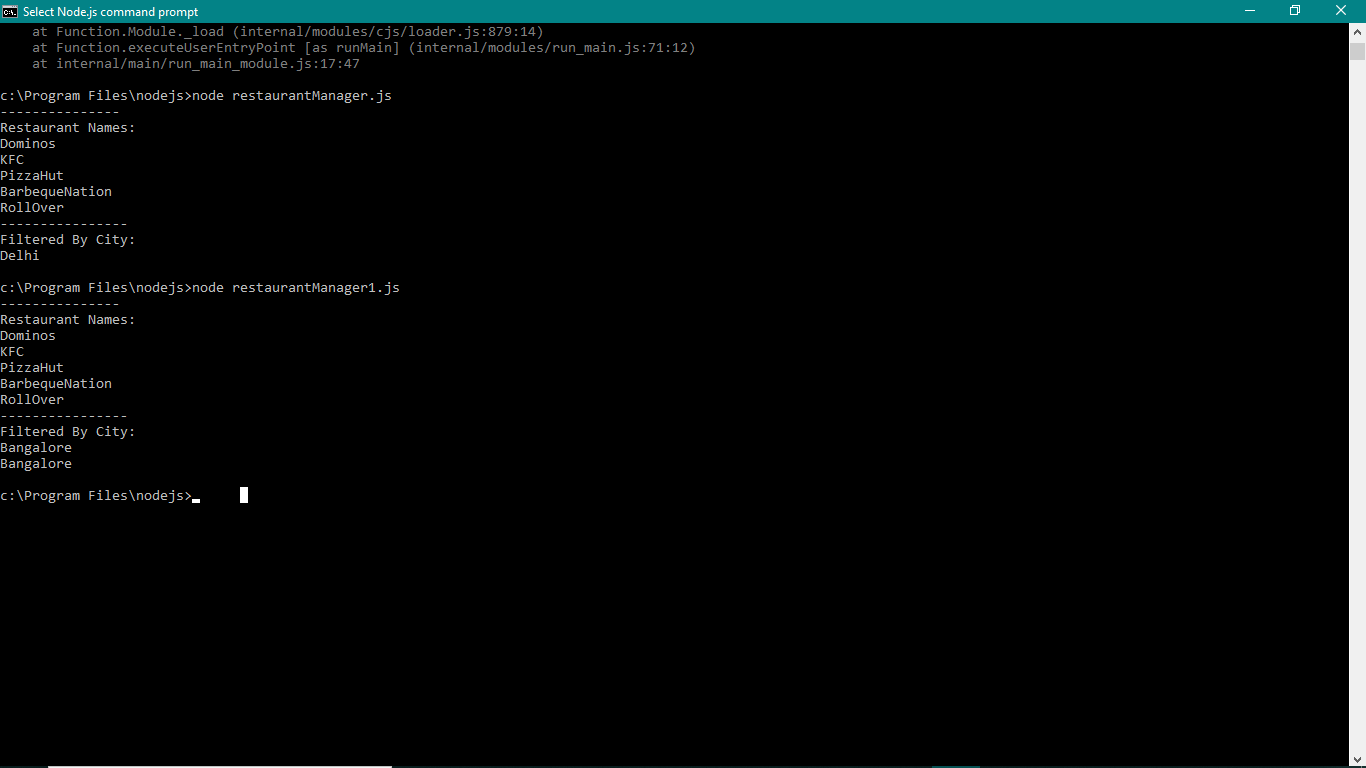 Select Node.js command prompt
    at Function.Module._load (internal/modules/cjs/loader.js:879:14)
    at Function.executeUserEntryPoint [as runMain] (internal/modules/run_main.js:71:12)
    at internal/main/run_main_module.js:17:47
c:\Program Files\nodejs>node restaurantManager.js
---------------
Restaurant Names:
Dominos
KFC
PizzaHut
BarbequeNation
RollOver
----------------
Filtered By City:
Delhi
c:\Program Files\nodejs>node restaurantManager1.js
---------------
Restaurant Names:
Dominos
KFC
PizzaHut
BarbequeNation
RollOver
----------------
Filtered By City:
Bangalore
Bangalore
c:\Program Files\nodejs>